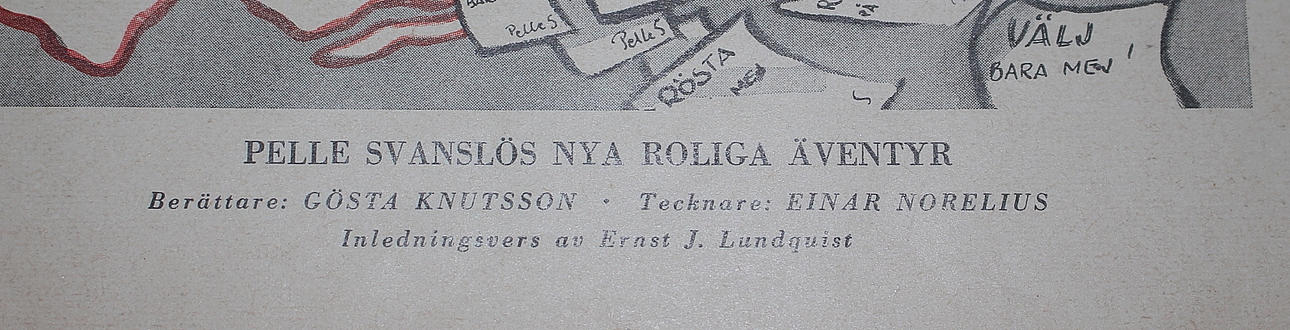 Pelle S
Pelle S
RÖSTA
MEJ
VÄLJ
BARA MEJ !
PELLE SVANSLÖS NYA ROLIGA ÄVENTYR
Berättare: GÖSTA KNUTSSON • Tecknare: EINAR NORELIUS
Inledningsvers av Ernst J. Lundquist